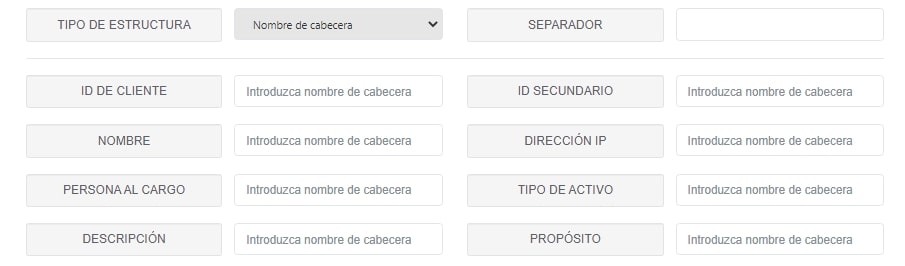 TIPO DE ESTRUCTURA Nombre de cabecera SEPARADOR
ID DE CLIENTE Introduzca nombre de cabecera ID SECUNDARIO Introduzca nombre de cabecera
NOMBRE Introduzca nombre de cabecera DIRECCIÓN IP Introduzca nombre de cabecera
PERSONA AL CARGO Introduzca nombre de cabecera TIPO DE ACTIVO Introduzca nombre de cabecera
DESCRIPCIÓN Introduzca nombre de cabecera PROPÓSITO Introduzca nombre de cabecera